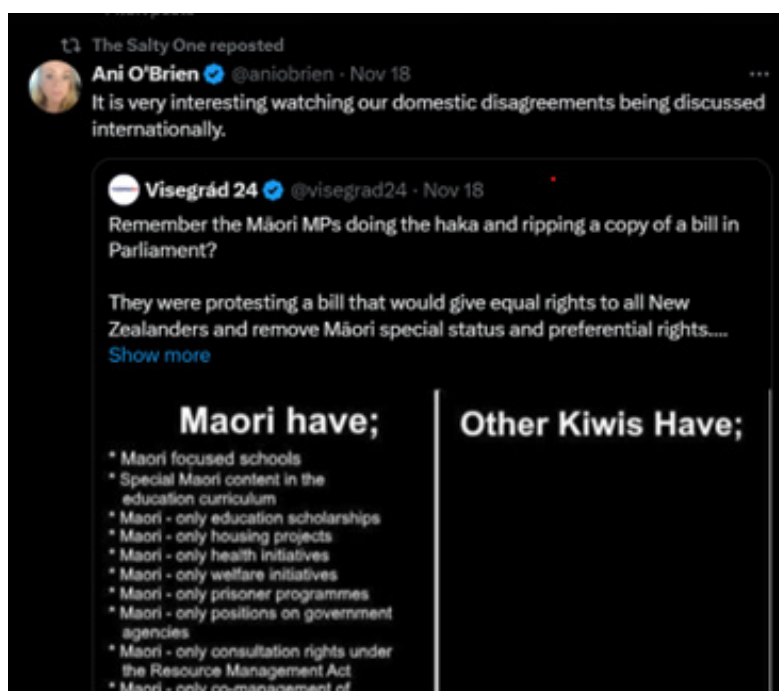 The Salty One reposted
Ani O'Brien @aniobrien · Nov 18
It is very interesting watching our domestic disagreements being discussed
internationally.
Visegrád 24 @visegrad24 · Nov 18
Remember the Māori MPs doing the haka and ripping a copy of a bill in
Parliament?
They were protesting a bill that would give equal rights to all New
Zealanders and remove Māori special status and preferential rights....
Show more
Maori have;
* Maori focused schools
* Special Maori content in the
education curriculum
* Maori - only education scholarships
* Maori - only housing projects
* Maori - only health initiatives
* Maori - only welfare initiatives
* Maori - only prisoner programmes
* Maori - only positions on government
agencies
* Maori - only consultation rights under
the Resource Management Act
* Maori - only co-management of
Other Kiwis Have;